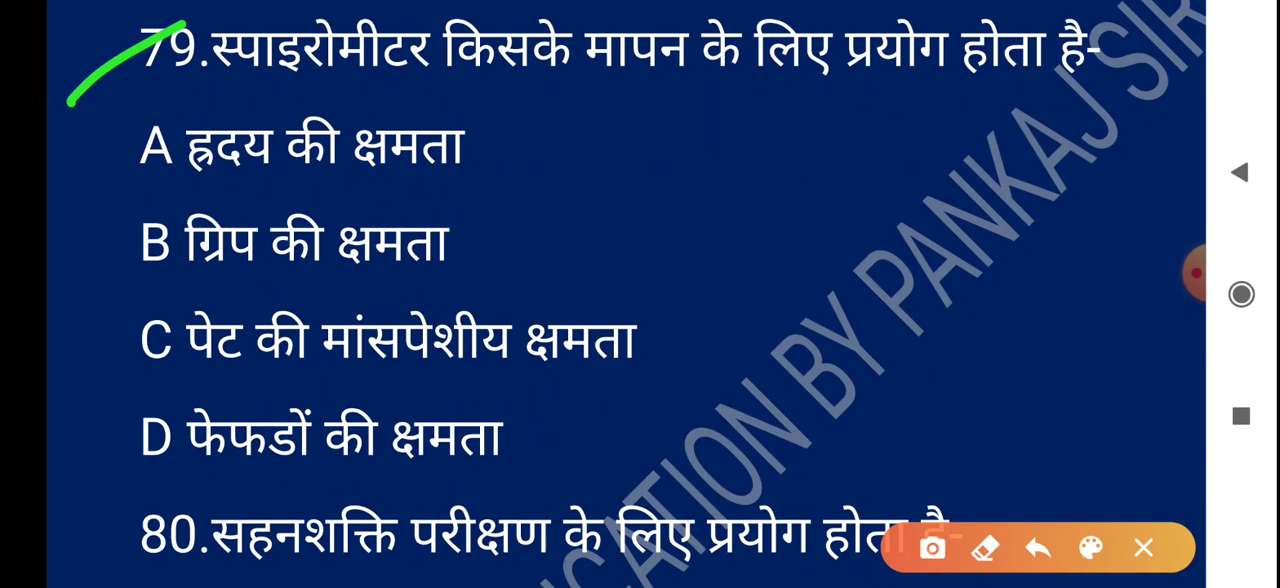 79.स्पाइरोमीटर किसके मापन के लिए प्रयोग होता है-
A ह्रदय की क्षमता
B ग्रिप की क्षमता
C पेट की मांसपेशीय क्षमता
D फेफडों की क्षमता
80.सहनशक्ति परीक्षण के लिए प्रयोग होता है-
CATION BY PANKAJ SIR